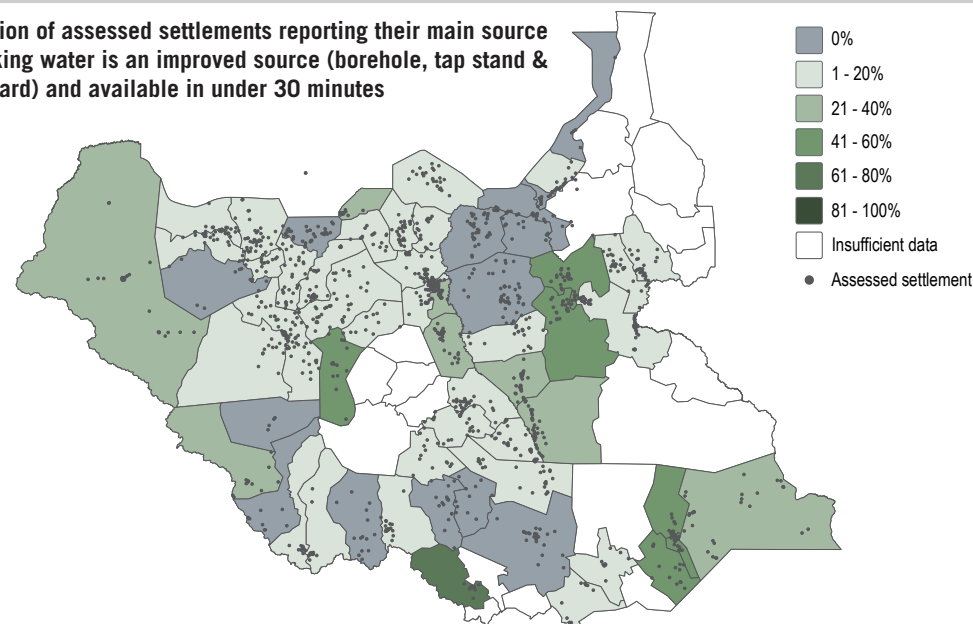 ion of assessed settlements reporting their main source
king water is an improved source (borehole, tap stand &
ard) and available in under 30 minutes
0%
1 - 20%
21 - 40%
41 - 60%
61 - 80%
81 - 100%
Insufficient data
Assessed settlement